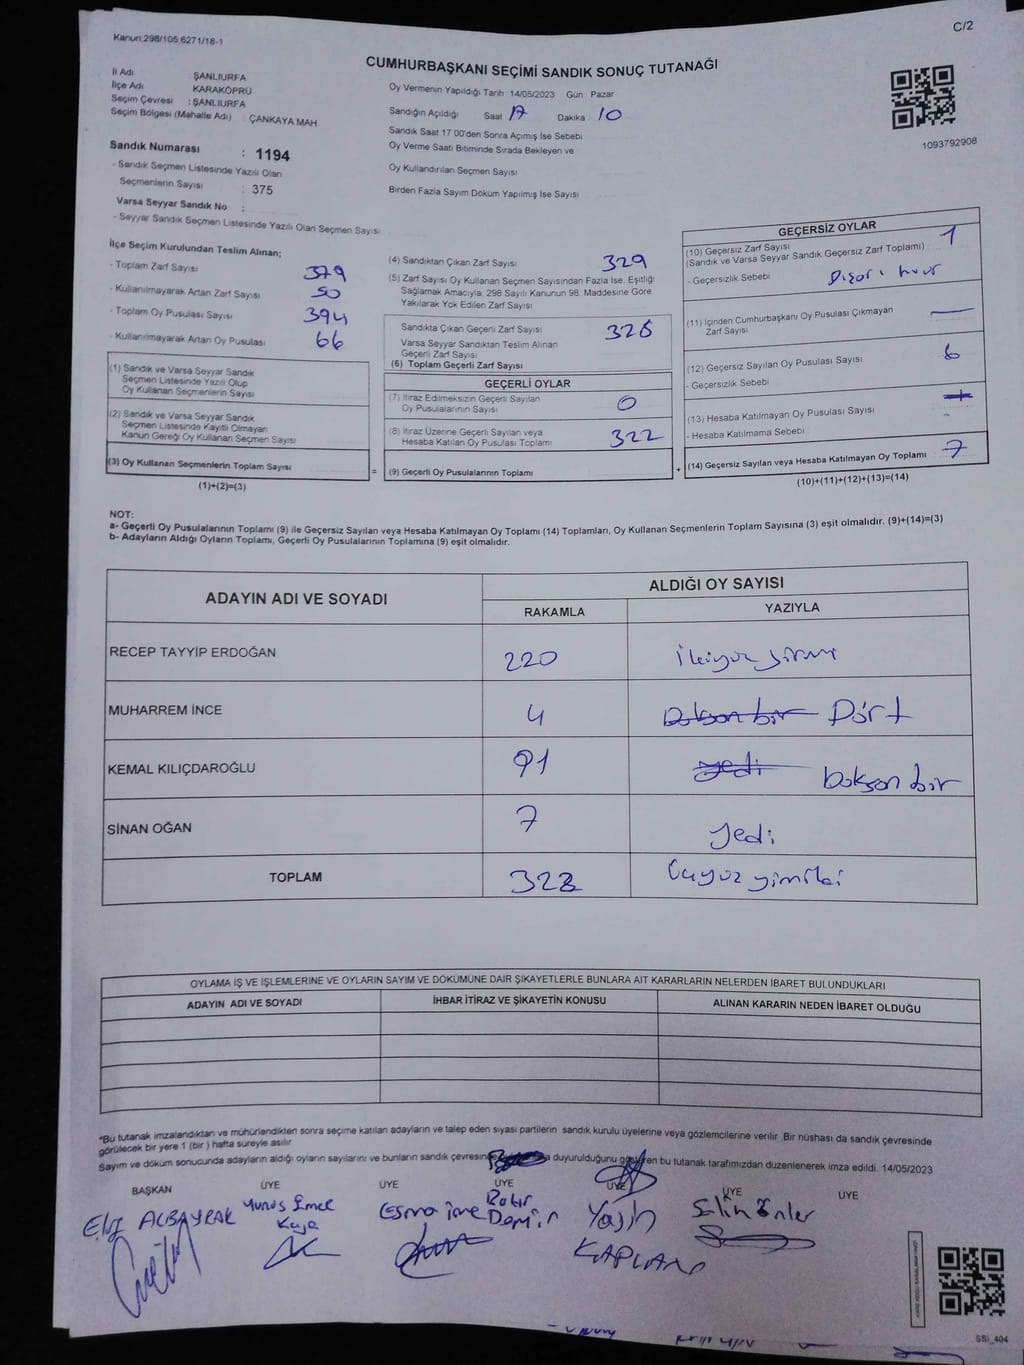 Kanun:298/105;6271/18-1
C/2
CUMHURBAŞKANI SEÇİMİ SANDIK SONUÇ TUTANAĞI
İl Adı : ŞANLIURFA
İlçe Adı KARAKÖPRÜ
Seçim Çevresi : ŞANLIURFA
Seçim Bölgesi (Mahalle Adı) : ÇANKAYA MAH.
Sandık Numarası : 1194
- Sandık Seçmen Listesinde Yazılı Olan
Seçmenlerin Sayısı : 375
Varsa Seyyar Sandık No :
- Seyyar Sandık Seçmen Listesinde Yazılı Olan Seçmen Sayısı
Oy Vermenin Yapıldığı Tarih 14/05/2023 Gün : Pazar
Sandığın Açıldığı Saat 17 Dakika : 10
Sandık Saat 17 00'den Sonra Açımış İse Sebebi
Oy Verme Saati Bitiminde Sırada Bekleyen ve
Oy Kullandırılan Seçmen Sayısı
Birden Fazla Sayım Döküm Yapılmış İse Sayısı
1093792908
İlçe Seçim Kurulundan Teslim Alınan;
- Toplam Zarf Sayısı 379
- Kullanılmayarak Artan Zarf Sayısı 50
- Toplam Oy Pusulası Sayısı 394
- Kullanılmayarak Artan Oy Pusulası 66
(1) Sandık ve Varsa Seyyar Sandık
Seçmen Listesinde Yazılı Olup
Oy Kullanan Seçmenlerin Sayısı
(2) Sandık ve Varsa Seyyar Sandık
Seçmen Listesinde Kayıtlı Olmayan
Kanun Gereği Oy Kullanan Seçmen Sayısı
(3) Oy Kullanan Seçmenlerin Toplam Sayısı
(1)+(2)=(3)
=
(4) Sandıktan Çıkan Zarf Sayısı 329
(5) Zarf Sayısı Oy Kullanan Seçmen Sayısından Fazla İse, Eşitliği
Sağlamak Amacıyla, 298 Sayılı Kanunun 98. Maddesine Göre
Yakılarak Yok Edilen Zarf Sayısı
Sandıkta Çıkan Geçerli Zarf Sayısı 328
Varsa Seyyar Sandıktan Teslim Alınan
Geçerli Zarf Sayısı
(6) Toplam Geçerli Zarf Sayısı
GEÇERLİ OYLAR
(7) İtiraz Edilmeksizin Geçerli Sayılan
Oy Pusulalarının Sayısı 0
(8) İtiraz Üzerine Geçerli Sayılan veya
Hesaba Katılan Oy Pusulası Toplamı 322
(9) Geçerli Oy Pusulalarının Toplamı
+
GEÇERSİZ OYLAR
(10) Geçersiz Zarf Sayısı 1
(Sandık ve Varsa Seyyar Sandık Geçersiz Zarf Toplamı)
- Geçersizlik Sebebi
(11) İçinden Cumhurbaşkanı Oy Pusulası Çıkmayan
Zarf Sayısı —
(12) Geçersiz Sayılan Oy Pusulası Sayısı 6
- Geçersizlik Sebebi
(13) Hesaba Katılmayan Oy Pusulası Sayısı
- Hesaba Katılmama Sebebi
(14) Geçersiz Sayılan veya Hesaba Katılmayan Oy Toplamı 7
(10)+(11)+(12)+(13)=(14)
NOT:
a- Geçerli Oy Pusulalarının Toplamı (9) ile Geçersiz Sayılan veya Hesaba Katılmayan Oy Toplamı (14) Toplamları, Oy Kullanan Seçmenlerin Toplam Sayısına (3) eşit olmalıdır. (9)+(14)=(3)
b- Adayların Aldığı Oyların Toplamı, Geçerli Oy Pusulalarının Toplamına (9) eşit olmalıdır.
ADAYIN ADI VE SOYADI
ALDIĞI OY SAYISI
RAKAMLA YAZIYLA
RECEP TAYYİP ERDOĞAN 220 ikiyüz yirmi
MUHARREM İNCE 4 Doksan bir Dört
KEMAL KILIÇDAROĞLU 91 yedi Doksan bir
SİNAN OĞAN 7 yedi
TOPLAM 322
OYLAMA İŞ VE İŞLEMLERİNE VE OYLARIN SAYIM VE DÖKÜMÜNE DAİR ŞİKAYETLERLE BUNLARA AİT KARARLARIN NELERDEN İBARET BULUNDUKLARI
ADAYIN ADI VE SOYADI İHBAR İTİRAZ VE ŞİKAYETİN KONUSU ALINAN KARARIN NEDEN İBARET OLDUĞU
*Bu tutanak imzalandıktan ve mühürlendikten sonra seçime katılan adayların ve talep eden siyasi partilerin sandık kurulu üyelerine veya gözlemcilerine verilir. Bir nüshası da sandık çevresinde
görülecek bir yere 1 (bir ) hafta süreyle asılır.
Sayım ve döküm sonucunda adayların aldığı oyların sayılarını ve bunların sandık çevresinde duyurulduğunu gösteren bu tutanak tarafımızdan düzenlenerek imza edildi. 14/05/2023
BAŞKAN ÜYE ÜYE ÜYE ÜYE ÜYE ÜYE
Elif ALBAYRAK
Yunus Emre
Kaya
Esma ince
Demir
Yasin
KAPLAN
Selin Önler
SSİ_404